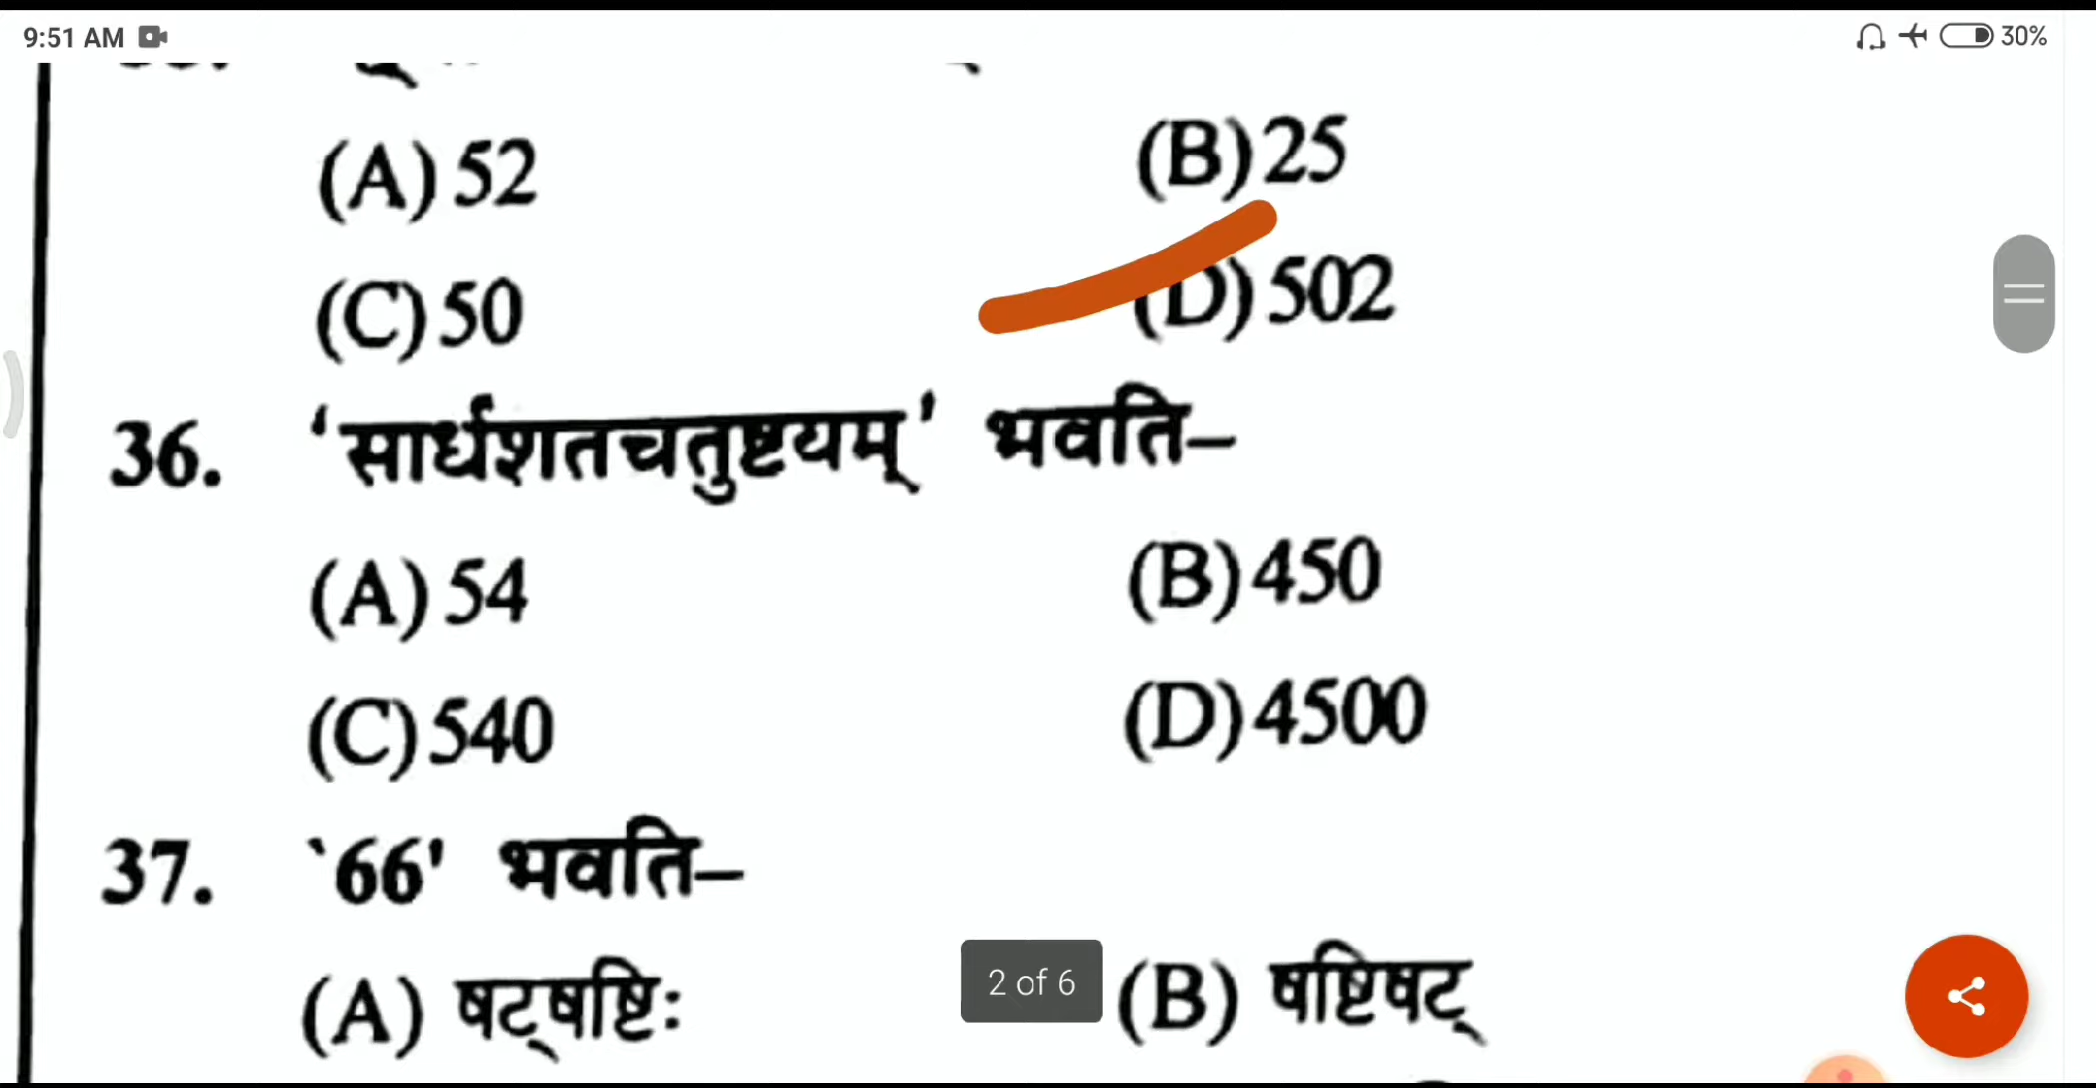 9:51 AM 30%
(A) 52 (B) 25
(C) 50 (D) 502
36. ‘सार्धशतचतुष्टयम्’ भवति–
(A) 54 (B) 450
(C) 540 (D) 4500
37. `66' भवति–
(A) षट्षष्टिः (B) षष्टिषट्
2 of 6